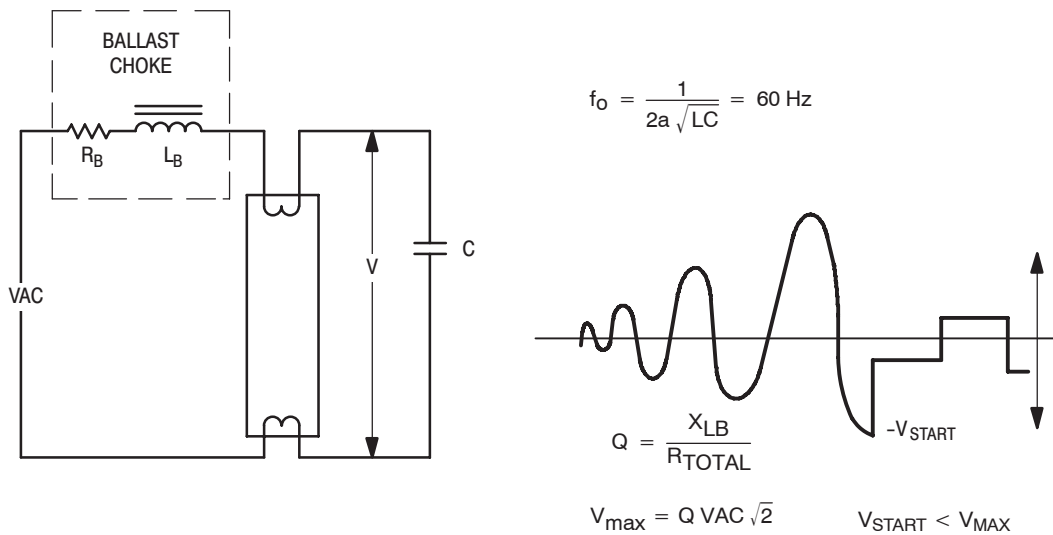 BALLAST
CHOKE
R_B
L_B
VAC
V
C
f_o = 1 / (2a √LC) = 60 Hz
-V_START
Q = X_LB / R_TOTAL
V_max = Q VAC √2
V_START < V_MAX